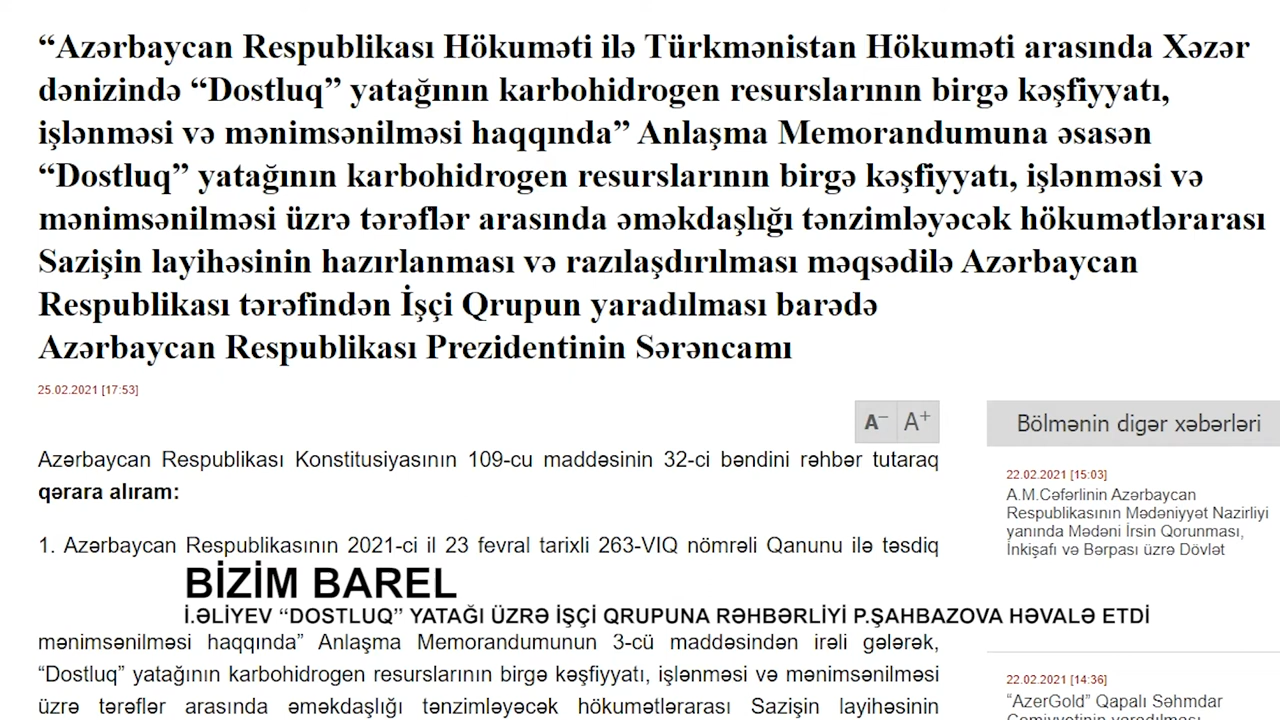 “Azərbaycan Respublikası Hökuməti ilə Türkmənistan Hökuməti arasında Xəzər
dənizində “Dostluq” yatağının karbohidrogen resurslarının birgə kəşfiyyatı,
işlənməsi və mənimsənilməsi haqqında” Anlaşma Memorandumuna əsasən
“Dostluq” yatağının karbohidrogen resurslarının birgə kəşfiyyatı, işlənməsi və
mənimsənilməsi üzrə tərəflər arasında əməkdaşlığı tənzimləyəcək hökumətlərarası
Sazişin layihəsinin hazırlanması və razılaşdırılması məqsədilə Azərbaycan
Respublikası tərəfindən İşçi Qrupun yaradılması barədə
Azərbaycan Respublikası Prezidentinin Sərəncamı
25.02.2021 [17:53]
A− A+
Azərbaycan Respublikası Konstitusiyasının 109-cu maddəsinin 32-ci bəndini rəhbər tutaraq
qərara alıram:
1. Azərbaycan Respublikasının 2021-ci il 23 fevral tarixli 263-VIQ nömrəli Qanunu ilə təsdiq
BİZİM BAREL
İ.ƏLİYEV “DOSTLUQ” YATAĞI ÜZRƏ İŞÇİ QRUPUNA RƏHBƏRLİYİ P.ŞAHBAZOVA HƏVALƏ ETDİ
mənimsənilməsi haqqında” Anlaşma Memorandumunun 3-cü maddəsindən irəli gələrək,
“Dostluq” yatağının karbohidrogen resurslarının birgə kəşfiyyatı, işlənməsi və mənimsənilməsi
üzrə tərəflər arasında əməkdaşlığı tənzimləyəcək hökumətlərarası Sazişin layihəsinin
Bölmənin digər xəbərləri
22.02.2021 [15:03]
A.M.Cəfərlinin Azərbaycan
Respublikasının Mədəniyyət Nazirliyi
yanında Mədəni İrsin Qorunması,
İnkişafı və Bərpası üzrə Dövlət
22.02.2021 [14:36]
“AzerGold” Qapalı Səhmdar